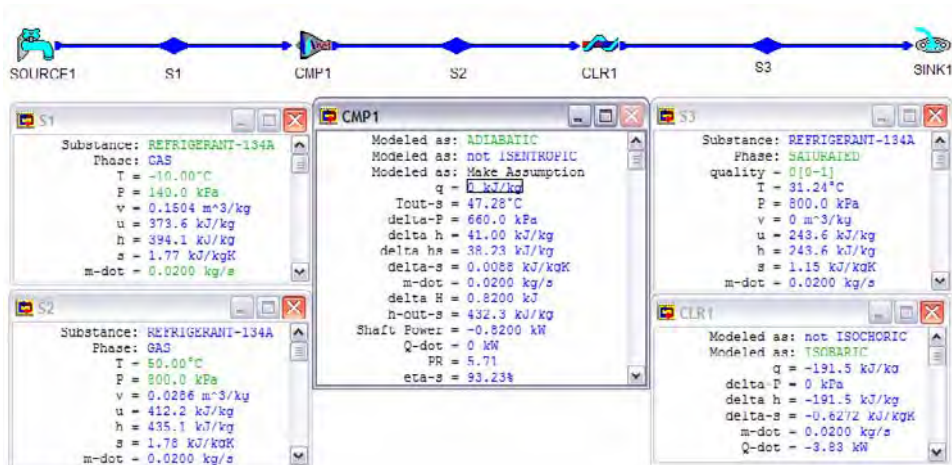 SOURCE1 S1 CMP1 S2 CLR1 S3 SINK1
S1
Substance: REFRIGERANT-134A
Phase: GAS
T = -10.00°C
P = 140.0 kPa
v = 0.1504 m^3/kg
u = 373.6 kJ/kg
h = 394.1 kJ/kg
s = 1.77 kJ/kgK
m-dot = 0.0200 kg/s
S2
Substance: REFRIGERANT-134A
Phase: GAS
T = 50.00°C
P = 800.0 kPa
v = 0.0286 m^3/kg
u = 412.2 kJ/kg
h = 435.1 kJ/kg
s = 1.78 kJ/kgK
m-dot = 0.0200 kg/s
CMP1
Modeled as: ADIABATIC
Modeled as: not ISENTROPIC
Modeled as: Make Assumption
q = 0 kJ/kg
Tout-s = 47.28°C
delta-P = 660.0 kPa
delta h = 41.00 kJ/kg
delta hs = 38.23 kJ/kg
delta-s = 0.0088 kJ/kgK
m-dot = 0.0200 kg/s
delta H = 0.8200 kJ
h-out-s = 432.3 kJ/kg
Shaft Power = -0.8200 kW
Q-dot = 0 kW
PR = 5.71
eta-s = 93.23%
S3
Substance: REFRIGERANT-134A
Phase: SATURATED
quality = 0[0-1]
T = 31.24°C
P = 800.0 kPa
v = 0 m^3/kg
u = 243.6 kJ/kg
h = 243.6 kJ/kg
s = 1.15 kJ/kgK
m-dot = 0.0200 kg/s
CLR1
Modeled as: not ISOCHORIC
Modeled as: ISOBARIC
q = -191.5 kJ/kg
delta-P = 0 kPa
delta h = -191.5 kJ/kg
delta-s = -0.6272 kJ/kgK
m-dot = 0.0200 kg/s
Q-dot = -3.83 kW